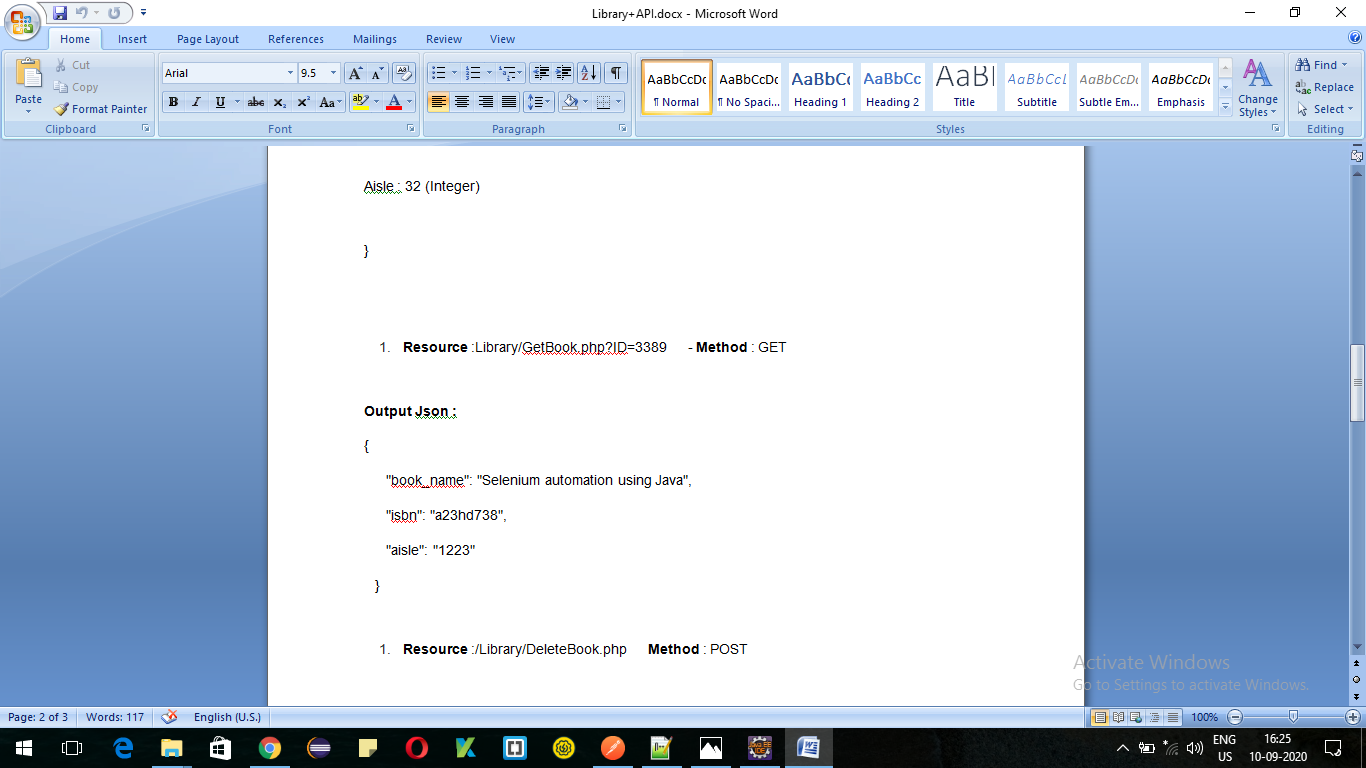 Library+API.docx - Microsoft Word
Home Insert Page Layout References Mailings Review View
Paste
Cut
Copy
Format Painter
Clipboard
Arial 9.5
Font
Paragraph
AaBbCcDc AaBbCcDc AaBbCc AaBbCc AaBl AaBbCcL AaBbCcDc AaBbCcDc
¶ Normal ¶ No Spaci... Heading 1 Heading 2 Title Subtitle Subtle Em... Emphasis
Change Styles
Styles
Find
Replace
Select
Editing
Aisle : 32 (Integer)
}
1. Resource :Library/GetBook.php?ID=3389 - Method : GET
Output Json :
{
"book_name": "Selenium automation using Java",
"isbn": "a23hd738",
"aisle": "1223"
}
1. Resource :/Library/DeleteBook.php Method : POST
Activate Windows
Go to Settings to activate Windows.
Page: 2 of 3 Words: 117 English (U.S.) 100%
ENG
US
16:25
10-09-2020